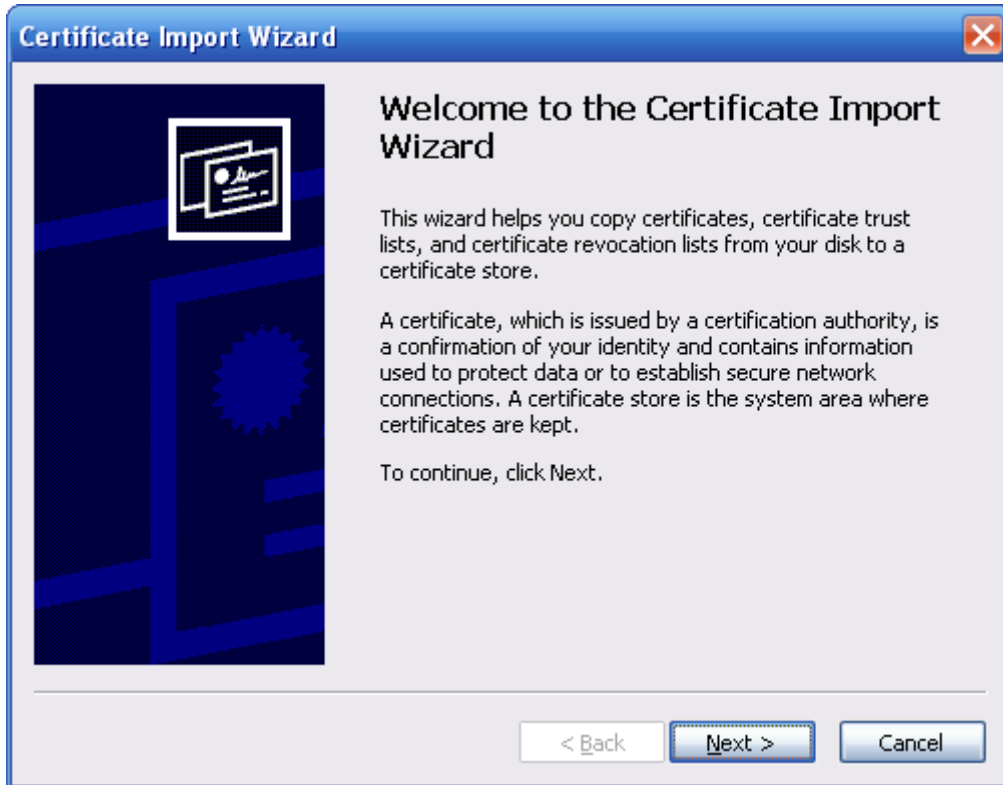 Certificate Import Wizard
Welcome to the Certificate Import
Wizard
This wizard helps you copy certificates, certificate trust
lists, and certificate revocation lists from your disk to a
certificate store.
A certificate, which is issued by a certification authority, is
a confirmation of your identity and contains information
used to protect data or to establish secure network
connections. A certificate store is the system area where
certificates are kept.
To continue, click Next.
< Back Next > Cancel